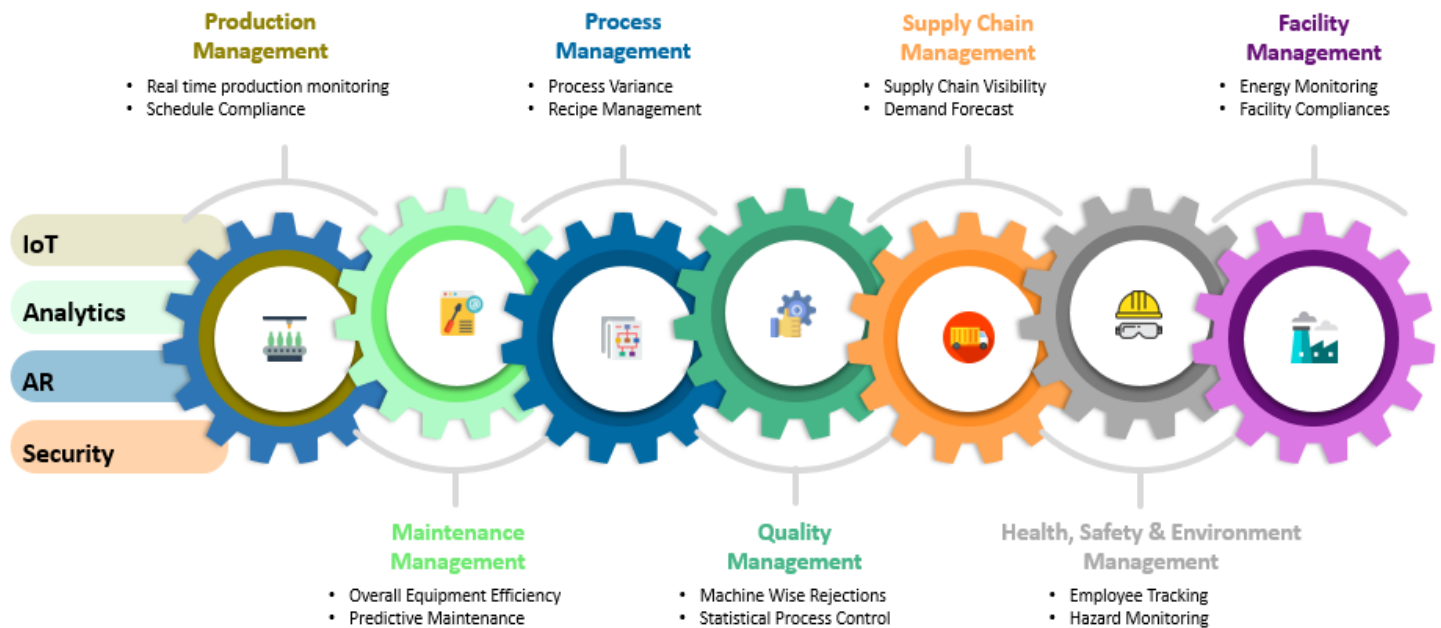 Production
Management
• Real time production monitoring
• Schedule Compliance
Process
Management
• Process Variance
• Recipe Management
Supply Chain
Management
• Supply Chain Visibility
• Demand Forecast
Facility
Management
• Energy Monitoring
• Facility Compliances
IoT
Analytics
AR
Security
Maintenance
Management
• Overall Equipment Efficiency
• Predictive Maintenance
Quality
Management
• Machine Wise Rejections
• Statistical Process Control
Health, Safety & Environment
Management
• Employee Tracking
• Hazard Monitoring